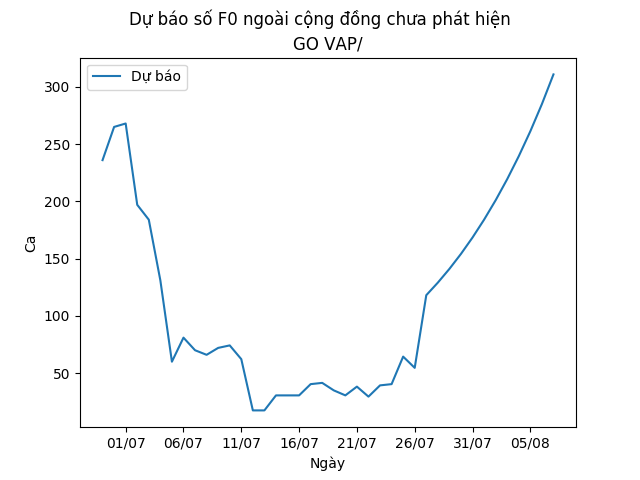 Dự báo số F0 ngoài cộng đồng chưa phát hiện
GO VAP/
Dự báo
300
250
200
150
100
50
Ca
01/07 06/07 11/07 16/07 21/07 26/07 31/07 05/08
Ngày